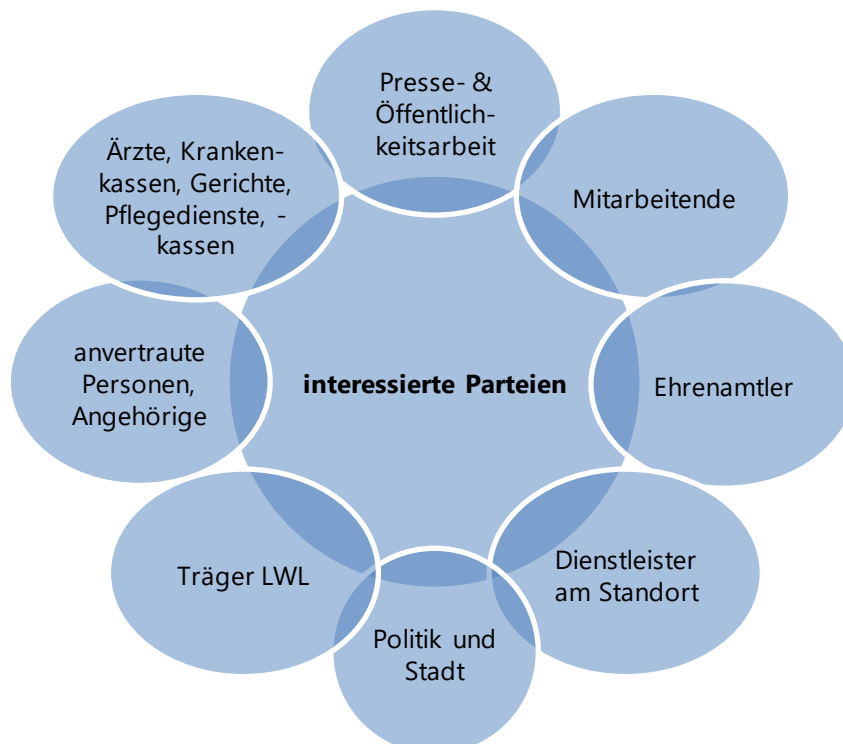 Presse- &
Öffentlich-
keitsarbeit
Mitarbeitende
Ehrenamtler
Dienstleister
am Standort
Politik und
Stadt
Träger LWL
anvertraute
Personen,
Angehörige
Ärzte, Kranken-
kassen, Gerichte,
Pflegedienste, -
kassen
interessierte Parteien